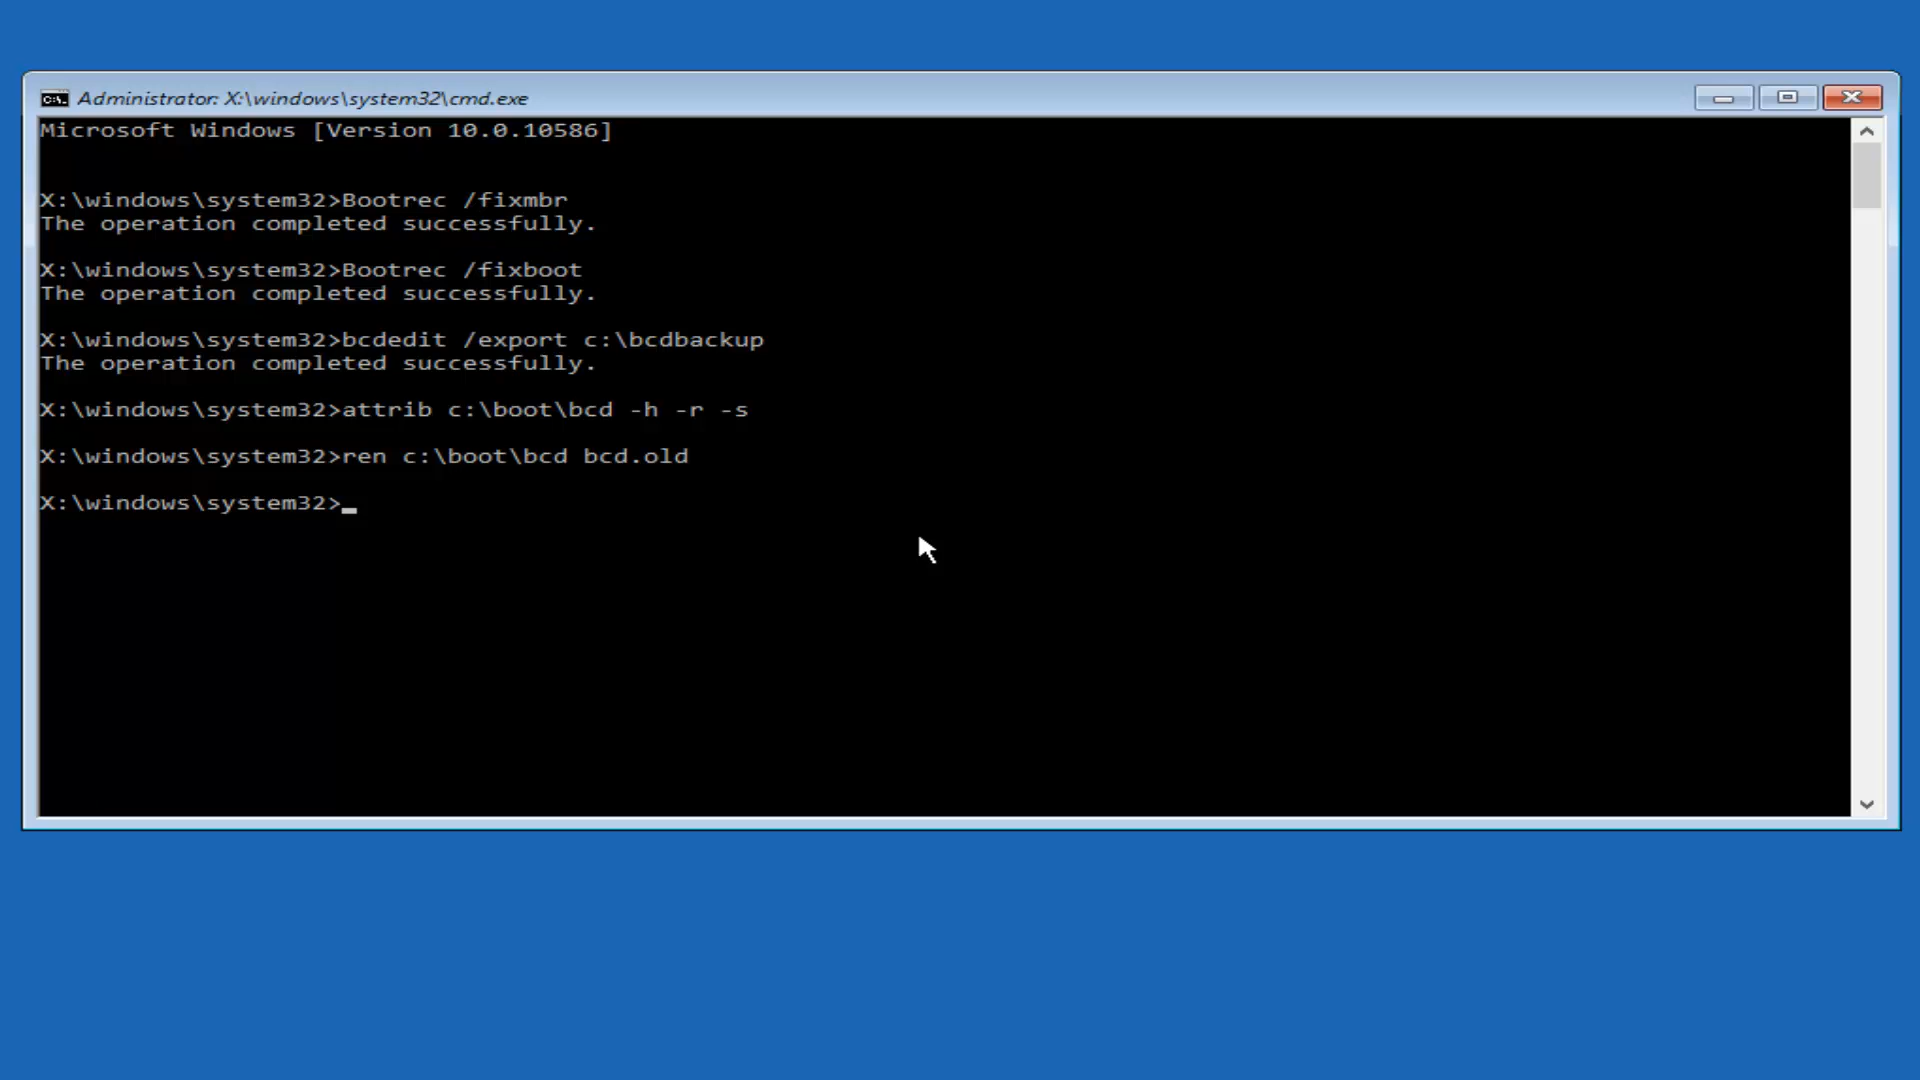 Administrator: X:\windows\system32\cmd.exe
Microsoft Windows [Version 10.0.10586]
X:\windows\system32>Bootrec /fixmbr
The operation completed successfully.
X:\windows\system32>Bootrec /fixboot
The operation completed successfully.
X:\windows\system32>bcdedit /export c:\bcdbackup
The operation completed successfully.
X:\windows\system32>attrib c:\boot\bcd -h -r -s
X:\windows\system32>ren c:\boot\bcd bcd.old
X:\windows\system32>